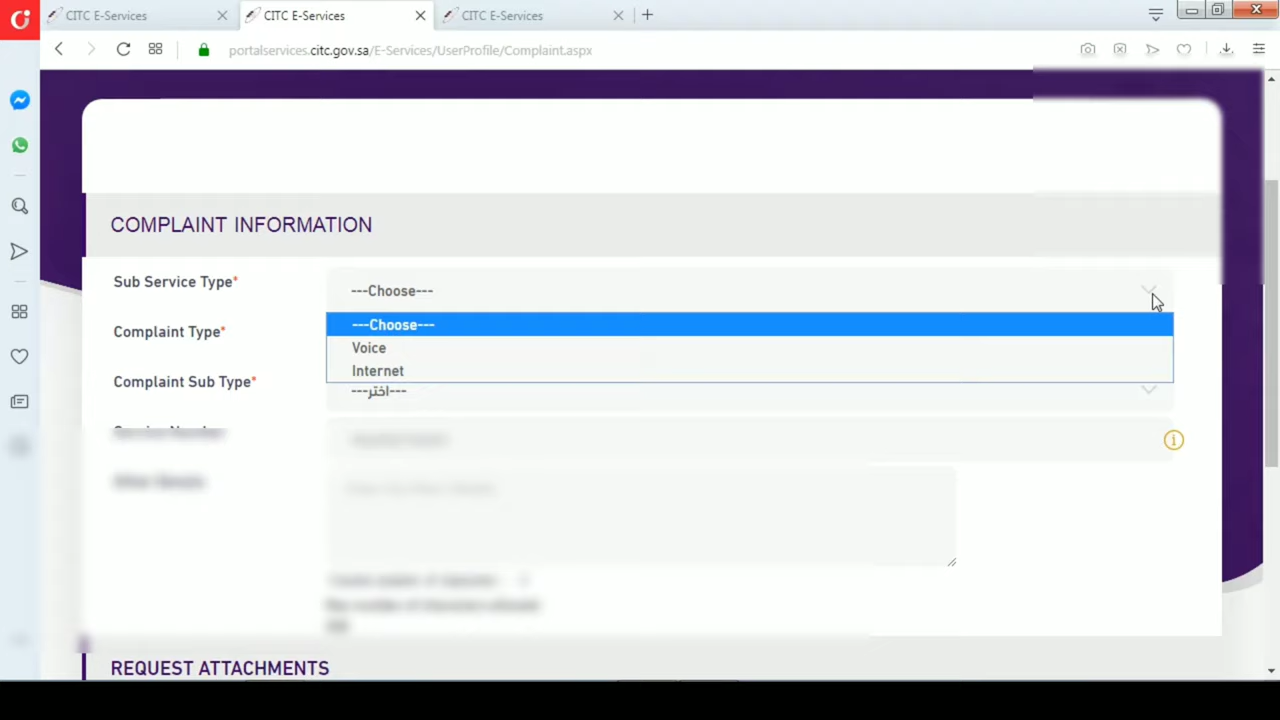 CITC E-Services
CITC E-Services
CITC E-Services
portalservices.citc.gov.sa/E-Services/UserProfile/Complaint.aspx
COMPLAINT INFORMATION
Sub Service Type*
---Choose---
---Choose---
Complaint Type*
Voice
Internet
Complaint Sub Type*
---اختر---
REQUEST ATTACHMENTS